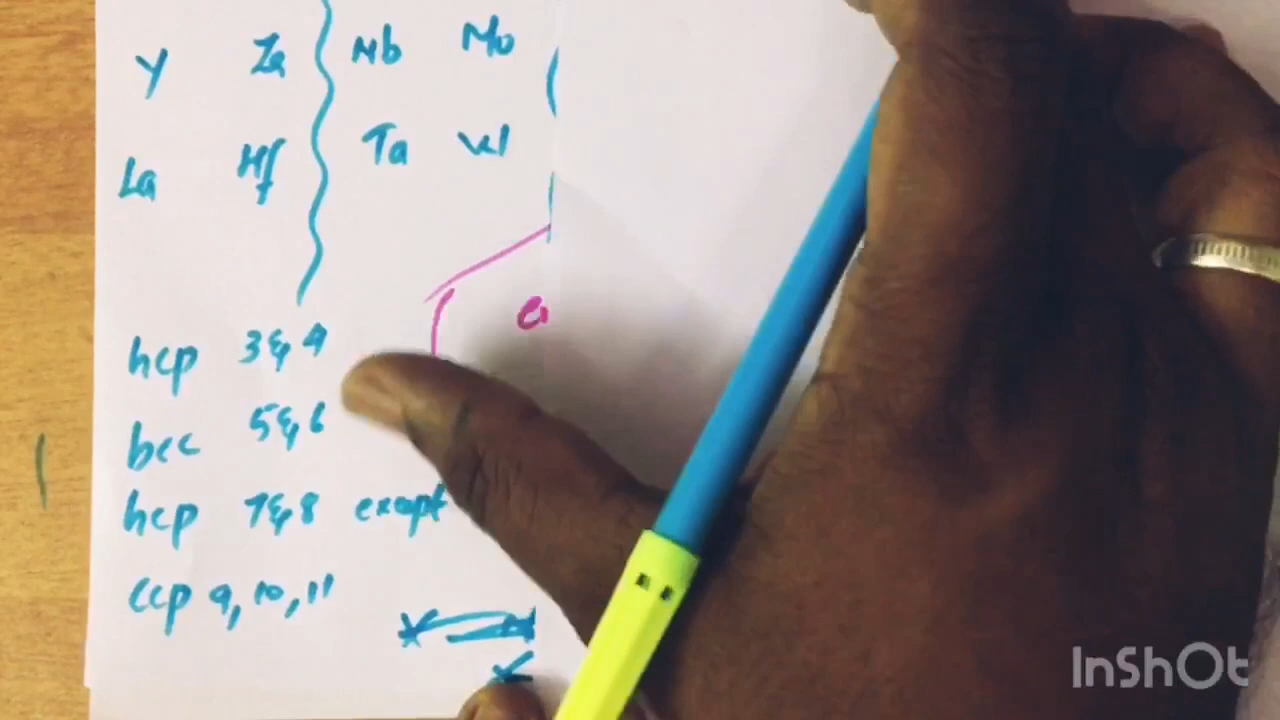 Y Zr Nb Mo
La Hf Ta W
hcp 3 & 4
bcc 5 & 6
hcp 7 & 8 exept
ccp 9, 10, 11
InShOt